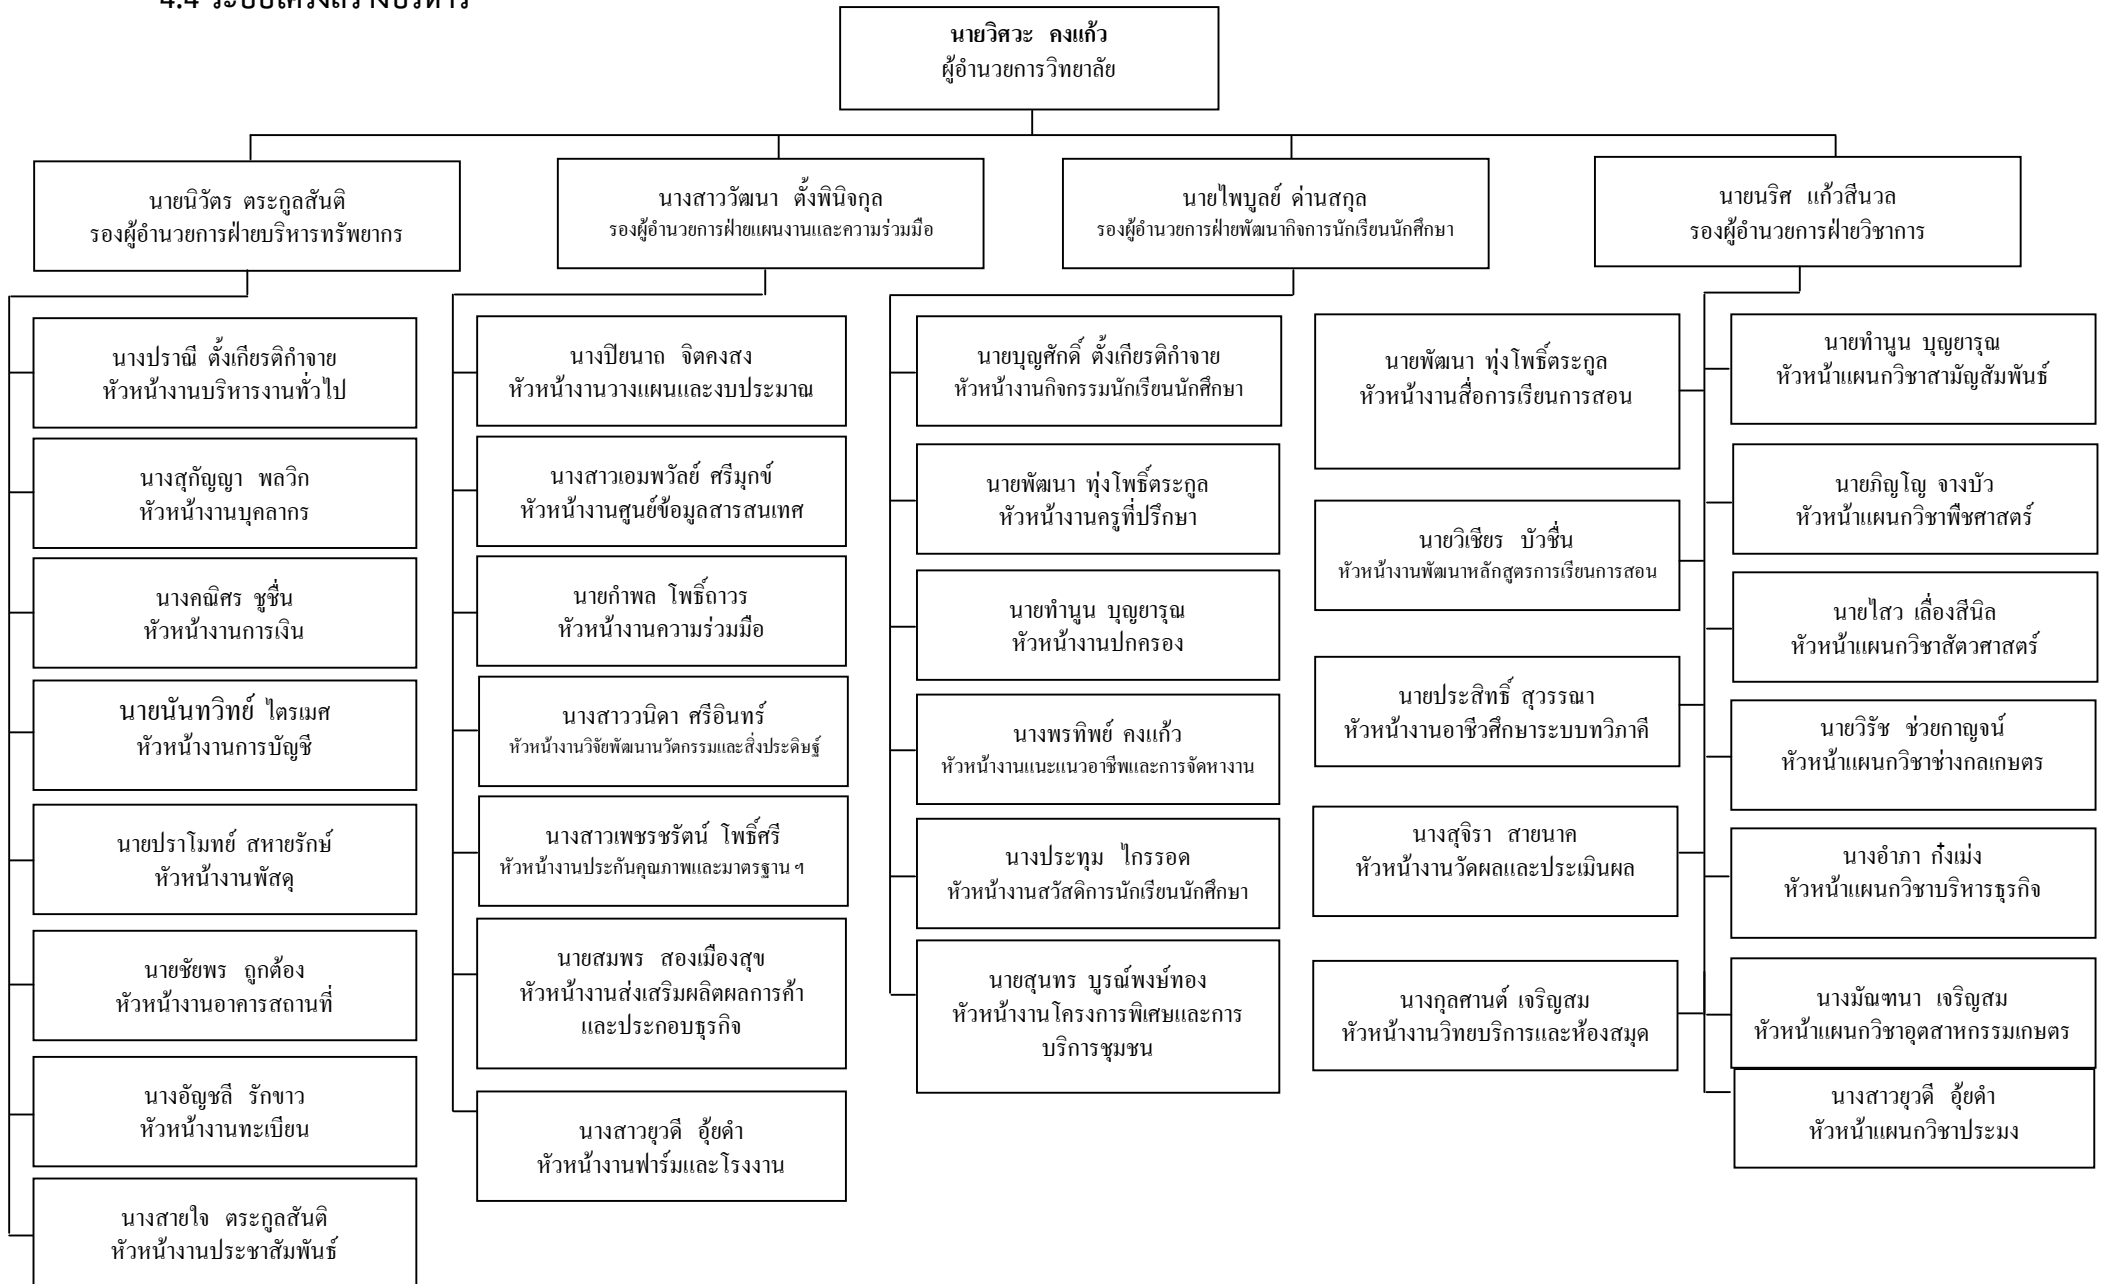 4.4 ระบบโครงสร้างบริหาร
นายวิศวะ คงแก้ว
ผู้อำนวยการวิทยาลัย
นายนิวัตร ตระกูลสันติ
รองผู้อำนวยการฝ่ายบริหารทรัพยากร
นางสาววัฒนา ตั้งพินิจกุล
รองผู้อำนวยการฝ่ายแผนงานและความร่วมมือ
นายไพบูลย์ ด่านสกุล
รองผู้อำนวยการฝ่ายพัฒนากิจการนักเรียนนักศึกษา
นายนริศ แก้วสีนวล
รองผู้อำนวยการฝ่ายวิชาการ
นางปราณี ตั้งเกียรติกำจาย
หัวหน้างานบริหารงานทั่วไป
นางสุกัญญา พลวิก
หัวหน้างานบุคลากร
นางคณิศร ชูชื่น
หัวหน้างานการเงิน
นายนันทวิทย์ ไตรเมศ
หัวหน้างานการบัญชี
นายปราโมทย์ สหายรักษ์
หัวหน้างานพัสดุ
นายชัยพร ถูกต้อง
หัวหน้างานอาคารสถานที่
นางอัญชลี รักขาว
หัวหน้างานทะเบียน
นางสายใจ ตระกูลสันติ
หัวหน้างานประชาสัมพันธ์
นางปิยนาถ จิตคงสง
หัวหน้างานวางแผนและงบประมาณ
นางสาวเอมพวัลย์ ศรีมุกข์
หัวหน้างานศูนย์ข้อมูลสารสนเทศ
นายกำพล โพธิ์ถาวร
หัวหน้างานความร่วมมือ
นางสาววนิดา ศรีอินทร์
หัวหน้างานวิจัยพัฒนานวัตกรรมและสิ่งประดิษฐ์
นางสาวเพชรชรัตน์ โพธิ์ศรี
หัวหน้างานประกันคุณภาพและมาตรฐาน ฯ
นายสมพร สองเมืองสุข
หัวหน้างานส่งเสริมผลิตผลการค้า
และประกอบธุรกิจ
นางสาวยุวดี อุ้ยดำ
หัวหน้างานฟาร์มและโรงงาน
นายบุญศักดิ์ ตั้งเกียรติกำจาย
หัวหน้างานกิจกรรมนักเรียนนักศึกษา
นายพัฒนา ทุ่งโพธิ์ตระกูล
หัวหน้างานครูที่ปรึกษา
นายทำนูน บุญยารุณ
หัวหน้างานปกครอง
นางพรทิพย์ คงแก้ว
หัวหน้างานแนะแนวอาชีพและการจัดหางาน
นางประทุม ไกรรอด
หัวหน้างานสวัสดิการนักเรียนนักศึกษา
นายสุนทร บูรณ์พงษ์ทอง
หัวหน้างานโครงการพิเศษและการ
บริการชุมชน
นายพัฒนา ทุ่งโพธิ์ตระกูล
หัวหน้างานสื่อการเรียนการสอน
นายวิเชียร บัวชื่น
หัวหน้างานพัฒนาหลักสูตรการเรียนการสอน
นายประสิทธิ์ สุวรรณา
หัวหน้างานอาชีวศึกษาระบบทวิภาคี
นางสุจิรา สายนาค
หัวหน้างานวัดผลและประเมินผล
นางกุลศานต์ เจริญสม
หัวหน้างานวิทยบริการและห้องสมุด
นายทำนูน บุญยารุณ
หัวหน้าแผนกวิชาสามัญสัมพันธ์
นายภิญโญ จางบัว
หัวหน้าแผนกวิชาพืชศาสตร์
นายไสว เลื่องสีนิล
หัวหน้าแผนกวิชาสัตวศาสตร์
นายวิรัช ช่วยกาญจน์
หัวหน้าแผนกวิชาช่างกลเกษตร
นางอำภา ก๋งเม่ง
หัวหน้าแผนกวิชาบริหารธุรกิจ
นางมัณฑนา เจริญสม
หัวหน้าแผนกวิชาอุตสาหกรรมเกษตร
นางสาวยุวดี อุ้ยดำ
หัวหน้าแผนกวิชาประมง